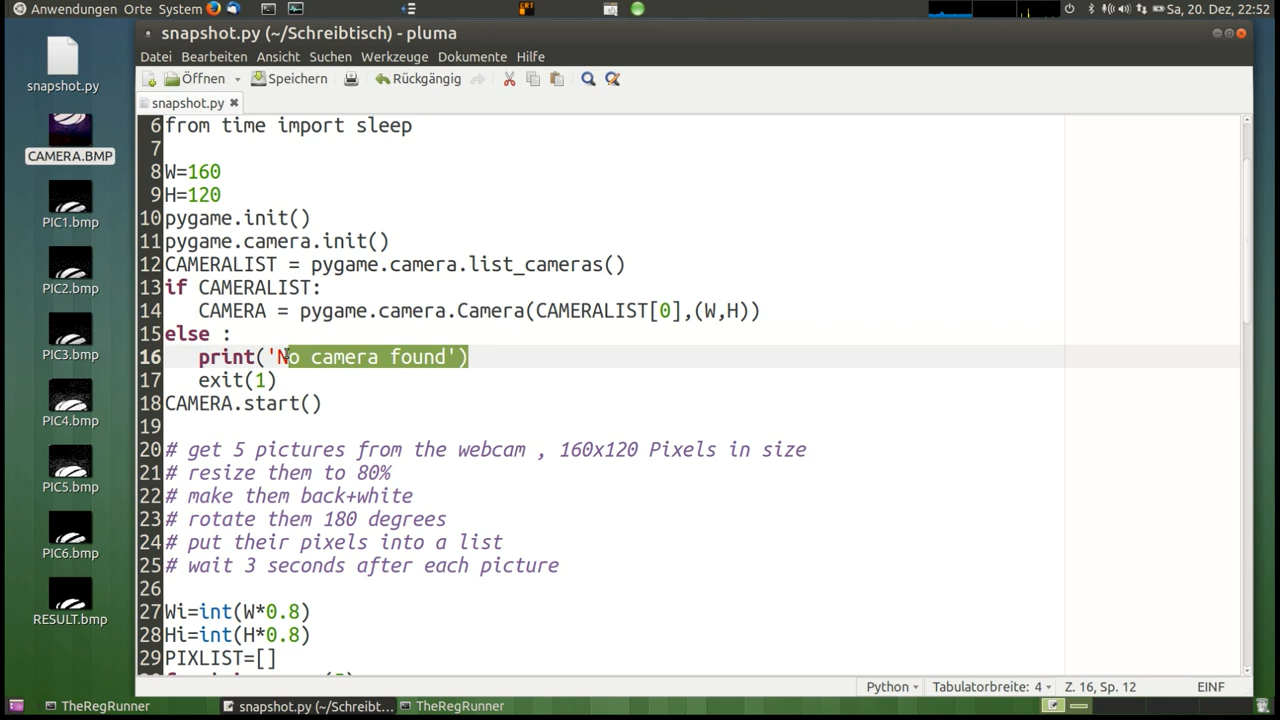 Anwendungen Orte System
Sa, 20. Dez, 22:52
snapshot.py (~/Schreibtisch) - pluma
Datei Bearbeiten Ansicht Suchen Werkzeuge Dokumente Hilfe
Öffnen Speichern Rückgängig
snapshot.py
6 from time import sleep
7
8 W=160
9 H=120
10 pygame.init()
11 pygame.camera.init()
12 CAMERALIST = pygame.camera.list_cameras()
13 if CAMERALIST:
14 CAMERA = pygame.camera.Camera(CAMERALIST[0],(W,H))
15 else :
16 print('No camera found')
17 exit(1)
18 CAMERA.start()
19
20 # get 5 pictures from the webcam , 160x120 Pixels in size
21 # resize them to 80%
22 # make them back+white
23 # rotate them 180 degrees
24 # put their pixels into a list
25 # wait 3 seconds after each picture
26
27 Wi=int(W*0.8)
28 Hi=int(H*0.8)
29 PIXLIST=[]
snapshot.py
CAMERA.BMP
PIC1.bmp
PIC2.bmp
PIC3.bmp
PIC4.bmp
PIC5.bmp
PIC6.bmp
RESULT.bmp
Python Tabulatorbreite: 4 Z. 16, Sp. 12 EINF
TheRegRunner snapshot.py (~/Schreibt... TheRegRunner